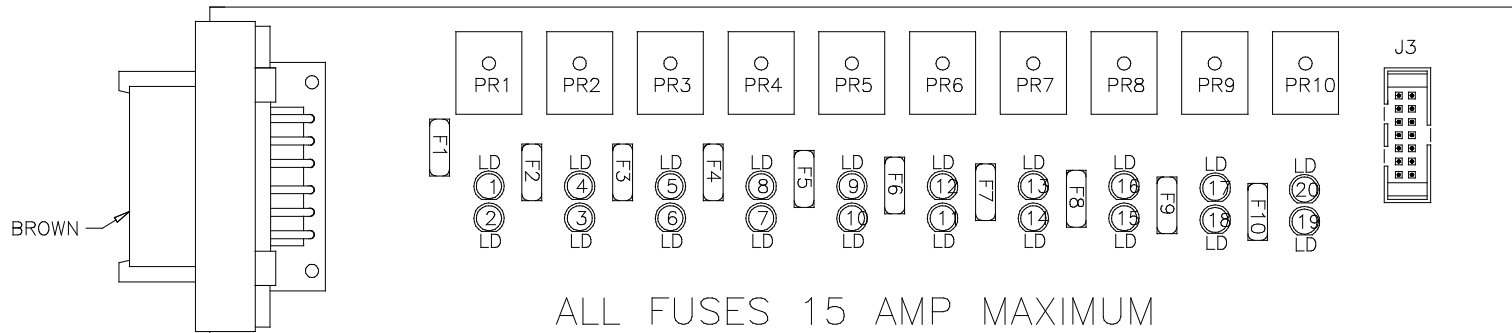 J3
PR1 PR2 PR3 PR4 PR5 PR6 PR7 PR8 PR9 PR10
F1 F2 F3 F4 F5 F6 F7 F8 F9 F10
LD LD LD LD LD LD LD LD LD LD
1 4 5 8 9 12 13 16 17 20
2 3 6 7 10 11 14 15 18 19
LD LD LD LD LD LD LD LD LD LD
BROWN
ALL FUSES 15 AMP MAXIMUM